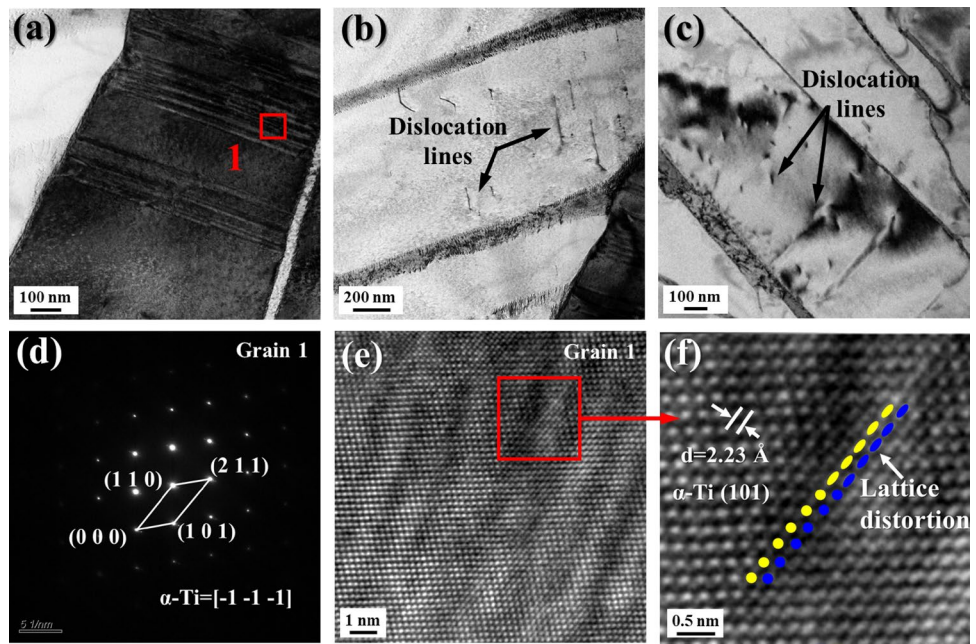 (a)
1
100 nm
(b)
Dislocation
lines
200 nm
(c)
Dislocation
lines
100 nm
(d)
Grain 1
(1 1 0)
(2 1 1)
(0 0 0)
(1 0 1)
α-Ti=[-1 -1 -1]
5 1/nm
(e)
Grain 1
1 nm
(f)
d=2.23 Å
α-Ti (101)
Lattice
distortion
0.5 nm